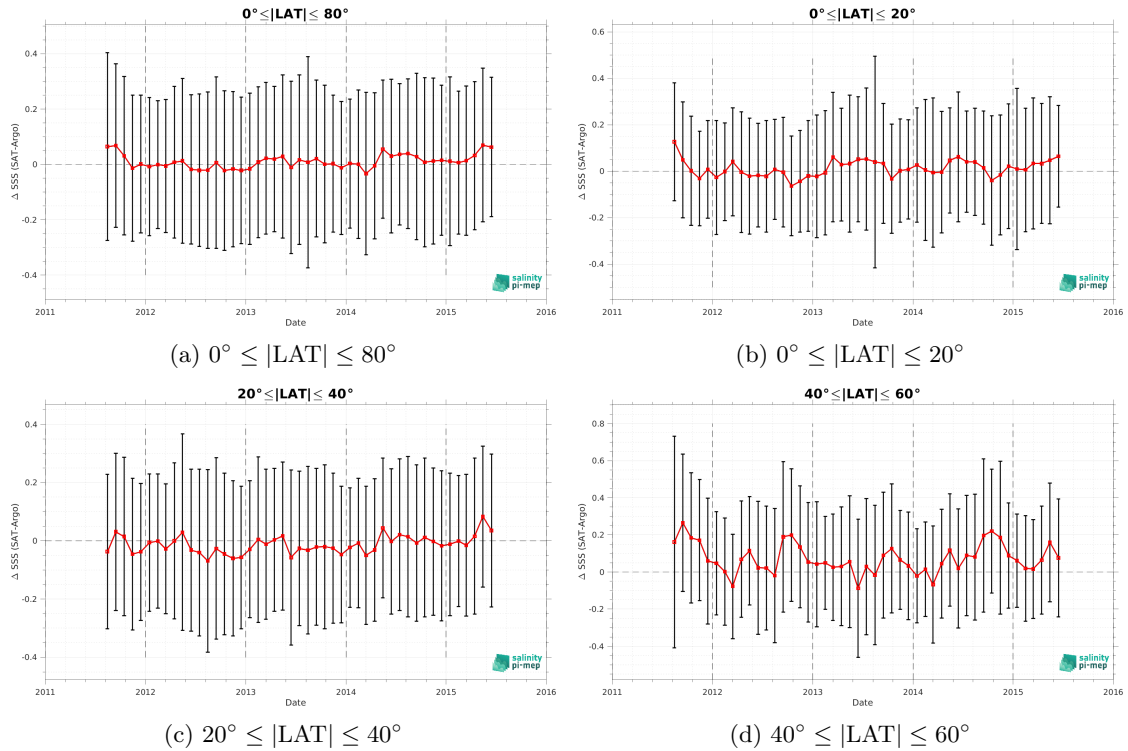 0°≤|LAT|≤ 80°
Δ SSS (SAT-Argo)
0.4
0.2
0
-0.2
-0.4
2011 2012 2013 2014 2015 2016
Date
salinity
pi-mep
(a) 0° ≤ |LAT| ≤ 80°
0°≤|LAT|≤ 20°
Δ SSS (SAT-Argo)
0.6
0.4
0.2
0
-0.2
-0.4
2011 2012 2013 2014 2015 2016
Date
salinity
pi-mep
(b) 0° ≤ |LAT| ≤ 20°
20°≤|LAT|≤ 40°
Δ SSS (SAT-Argo)
0.4
0.2
0
-0.2
-0.4
2011 2012 2013 2014 2015 2016
Date
salinity
pi-mep
(c) 20° ≤ |LAT| ≤ 40°
40°≤|LAT|≤ 60°
Δ SSS (SAT-Argo)
0.8
0.6
0.4
0.2
0
-0.2
-0.4
2011 2012 2013 2014 2015 2016
Date
salinity
pi-mep
(d) 40° ≤ |LAT| ≤ 60°